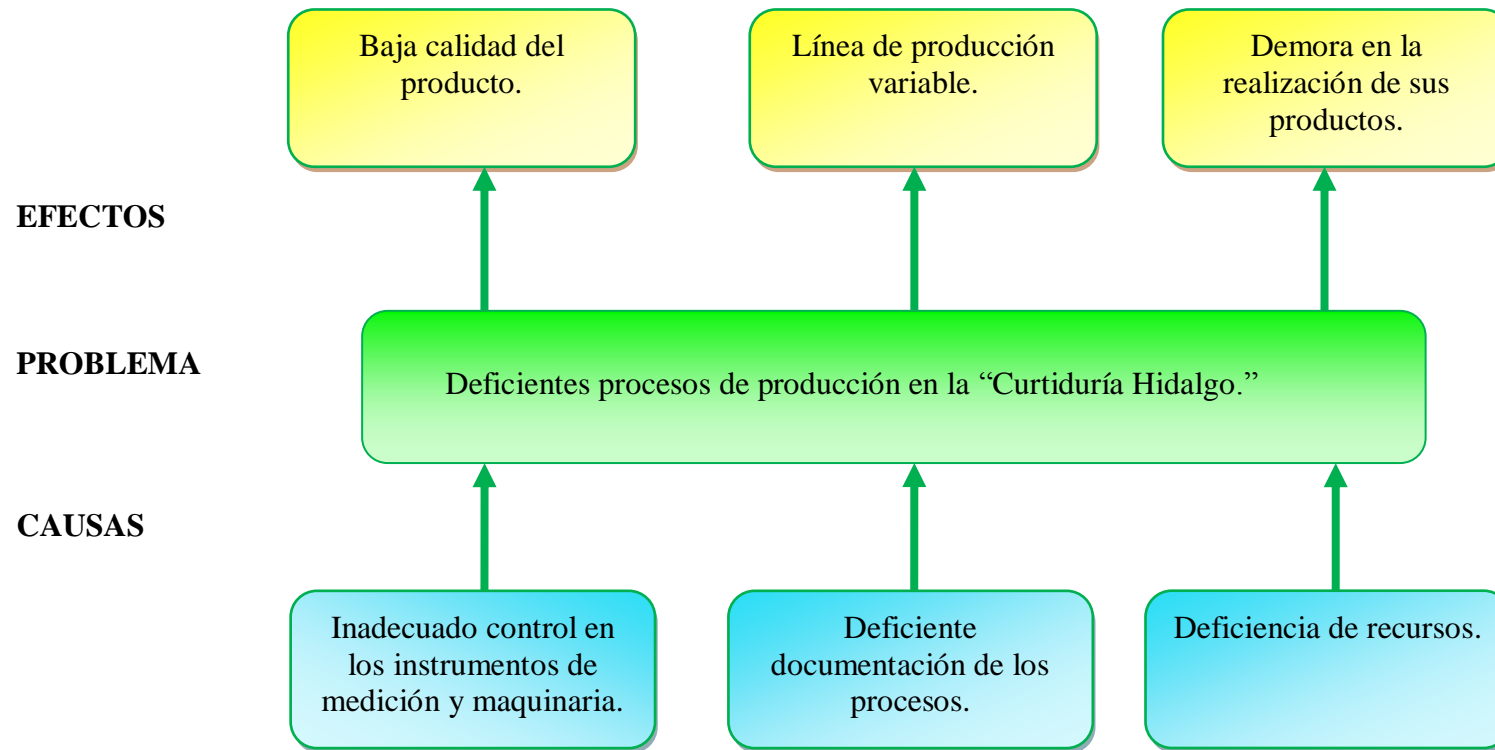 Baja calidad del
producto.
Línea de producción
variable.
Demora en la
realización de sus
productos.
EFECTOS
PROBLEMA
Deficientes procesos de producción en la “Curtiduría Hidalgo.”
CAUSAS
Inadecuado control en
los instrumentos de
medición y maquinaria.
Deficiente
documentación de los
procesos.
Deficiencia de recursos.